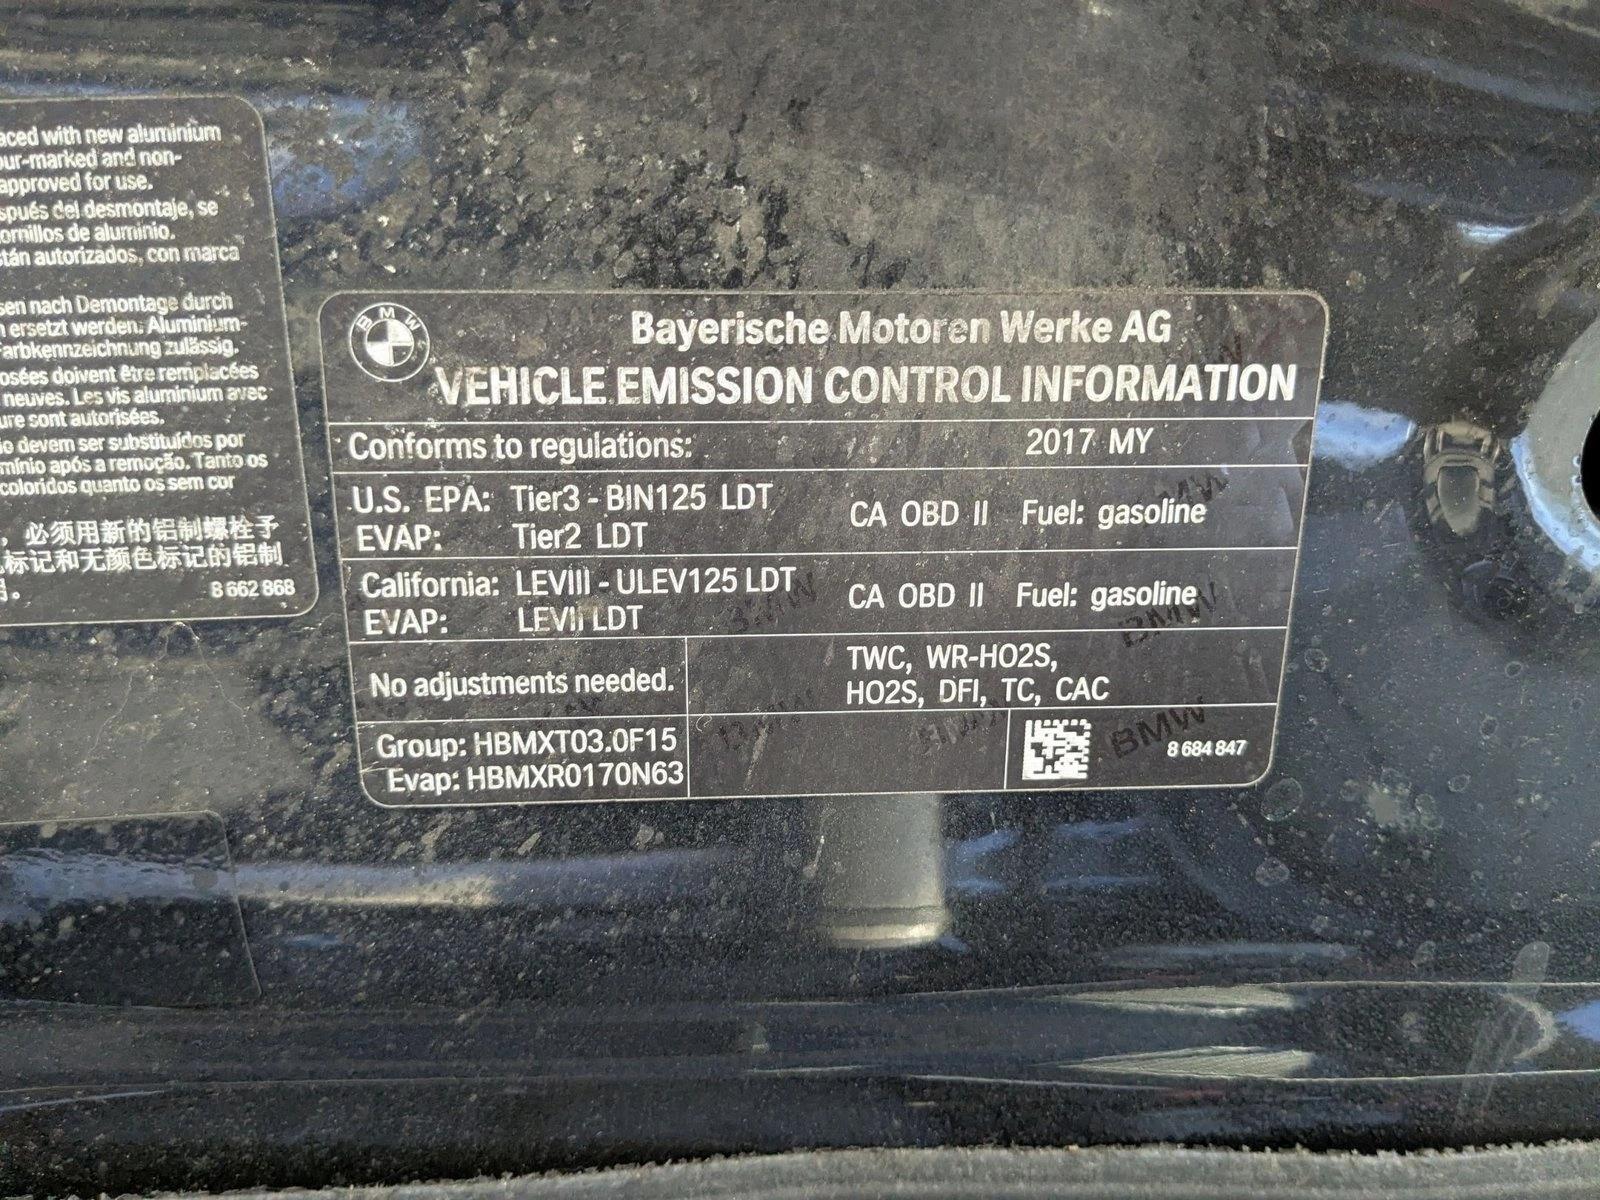 aced with new aluminium
our-marked and non-
approved for use.
spués del desmontaje, se
ornillos de aluminio.
stán autorizados, con marca
sen nach Demontage durch
n ersetzt werden. Aluminium-
Farbkennzeichnung zulässig.
osées doivent être remplacées
neuves. Les vis aluminium avec
ure sont autorisées.
io devem ser substituídos por
mínio após a remoção. Tanto os
coloridos quanto os sem cor
，必须用新的铝制螺栓予
标记和无颜色标记的铝制
8 662 868
BMW
Bayerische Motoren Werke AG
VEHICLE EMISSION CONTROL INFORMATION
Conforms to regulations: 2017 MY
U.S. EPA: Tier3 - BIN125 LDT CA OBD II Fuel: gasoline
EVAP: Tier2 LDT
California: LEVIII - ULEV125 LDT CA OBD II Fuel: gasoline
EVAP: LEVII LDT
No adjustments needed.
TWC, WR-HO2S,
HO2S, DFI, TC, CAC
Group: HBMXT03.0F15
Evap: HBMXR0170N63
8 684 847
BMW
BMW
BMW
BMW